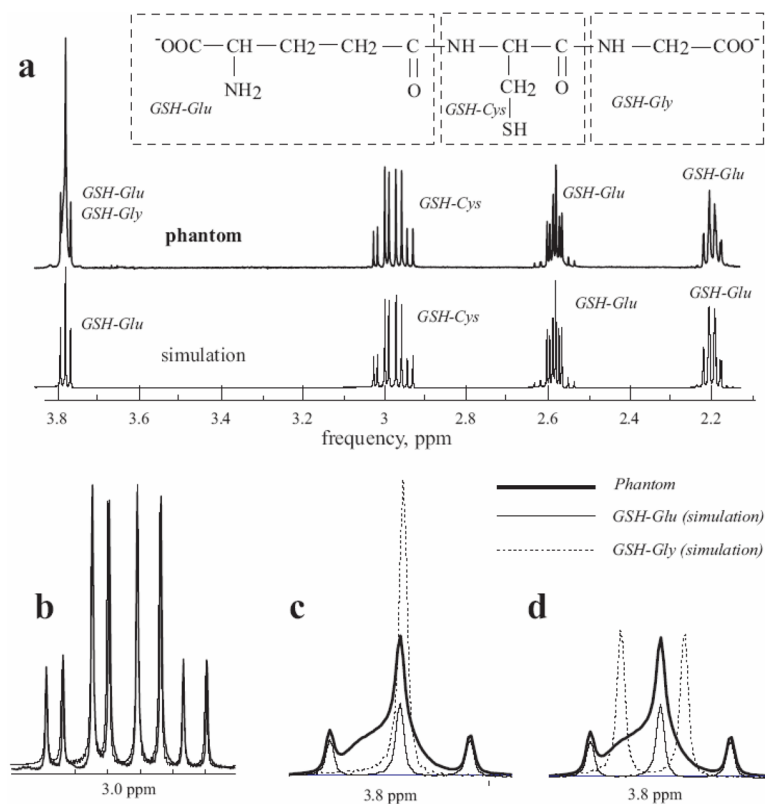 a
-OOC — CH — CH2 — CH2 — C — NH — CH — C — NH — CH2 — COO-
NH2
O
CH2
O
SH
GSH-Glu
GSH-Cys
GSH-Gly
GSH-Glu
GSH-Gly
phantom
GSH-Cys
GSH-Glu
GSH-Glu
GSH-Glu
simulation
GSH-Cys
GSH-Glu
GSH-Glu
3.8
3.6
3.4
3.2
3
2.8
2.6
2.4
2.2
frequency, ppm
Phantom
GSH-Glu (simulation)
GSH-Gly (simulation)
b
c
d
3.0 ppm
3.8 ppm
3.8 ppm